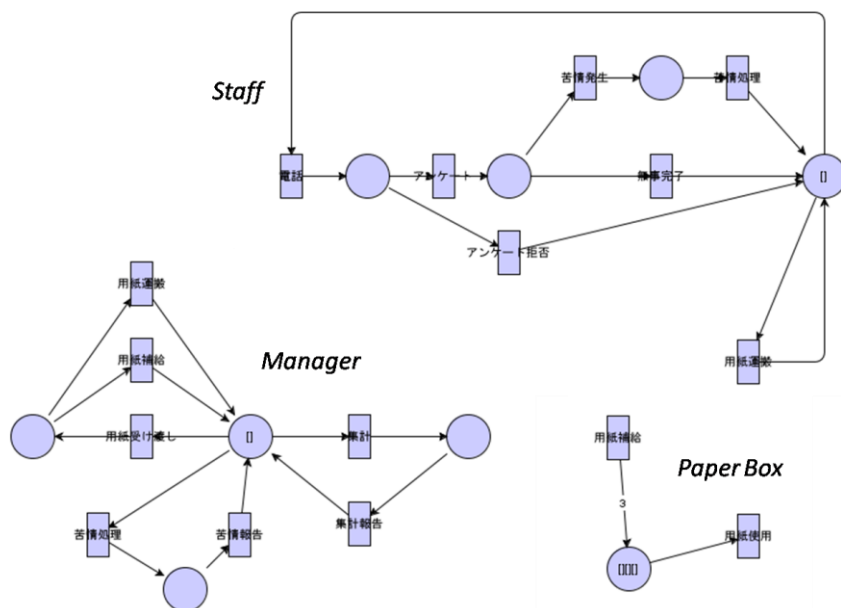 苦情発生
苦情処理
Staff
電話
アンケート
無事完了
[]
アンケート拒否
用紙運搬
用紙補給
Manager
用紙運搬
用紙受け渡し
[]
集計
用紙補給
Paper Box
3
苦情処理
苦情報告
集計報告
用紙使用
[][][]